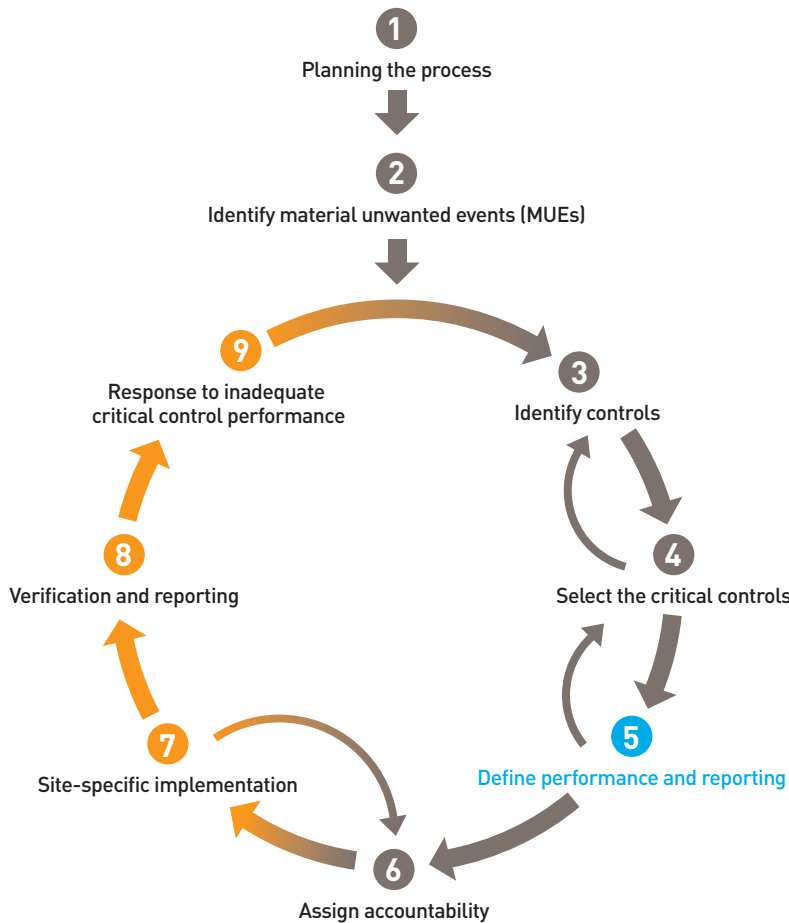 1
Planning the process
2
Identify material unwanted events (MUEs)
3
Identify controls
4
Select the critical controls
5
Define performance and reporting
6
Assign accountability
7
Site-specific implementation
8
Verification and reporting
9
Response to inadequate
critical control performance